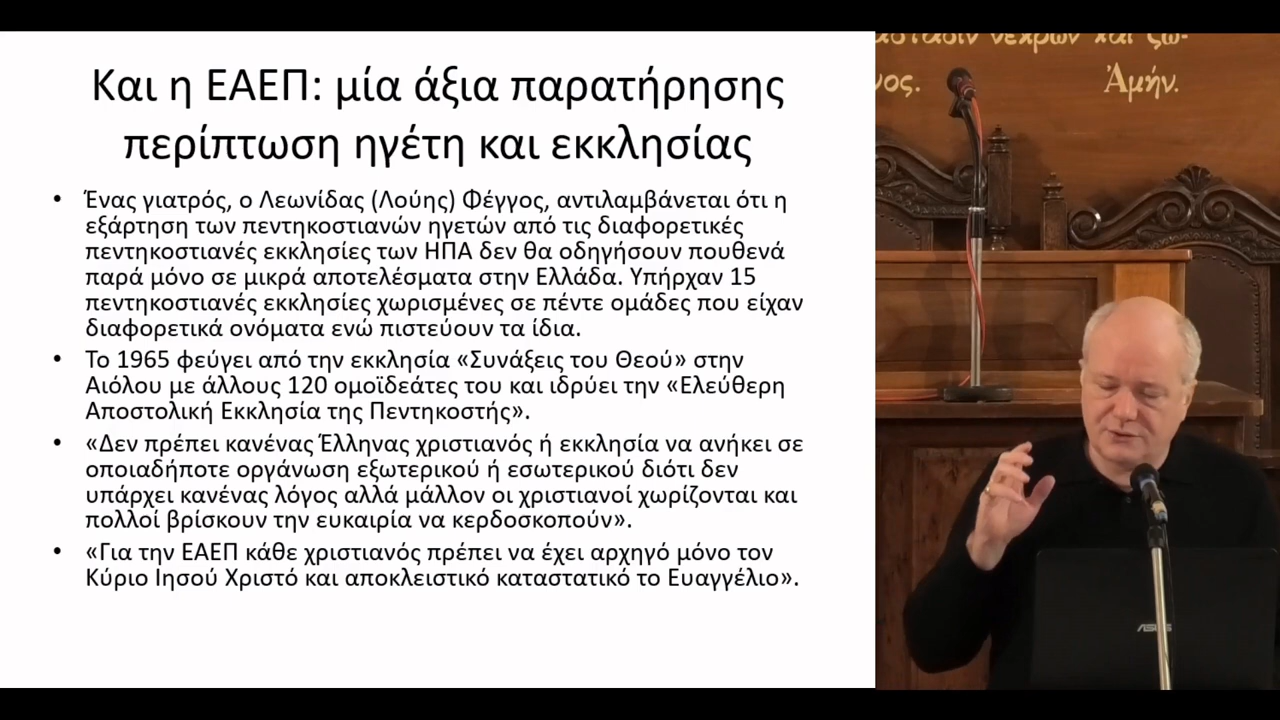 Και η ΕΑΕΠ: μία άξια παρατήρησης
περίπτωση ηγέτη και εκκλησίας
• Ένας γιατρός, ο Λεωνίδας (Λούης) Φέγγος, αντιλαμβάνεται ότι η
εξάρτηση των πεντηκοστιανών ηγετών από τις διαφορετικές
πεντηκοστιανές εκκλησίες των ΗΠΑ δεν θα οδηγήσουν πουθενά
παρά μόνο σε μικρά αποτελέσματα στην Ελλάδα. Υπήρχαν 15
πεντηκοστιανές εκκλησίες χωρισμένες σε πέντε ομάδες που είχαν
διαφορετικά ονόματα ενώ πιστεύουν τα ίδια.
• Το 1965 φεύγει από την εκκλησία «Συνάξεις του Θεού» στην
Αιόλου με άλλους 120 ομοϊδεάτες του και ιδρύει την «Ελεύθερη
Αποστολική Εκκλησία της Πεντηκοστής».
• «Δεν πρέπει κανένας Έλληνας χριστιανός ή εκκλησία να ανήκει σε
οποιαδήποτε οργάνωση εξωτερικού ή εσωτερικού διότι δεν
υπάρχει κανένας λόγος αλλά μάλλον οι χριστιανοί χωρίζονται και
πολλοί βρίσκουν την ευκαιρία να κερδοσκοπούν».
• «Για την ΕΑΕΠ κάθε χριστιανός πρέπει να έχει αρχηγό μόνο τον
Κύριο Ιησού Χριστό και αποκλειστικό καταστατικό το Ευαγγέλιο».
νεκρών καὶ ζω-
Ἀμήν.
ASUS